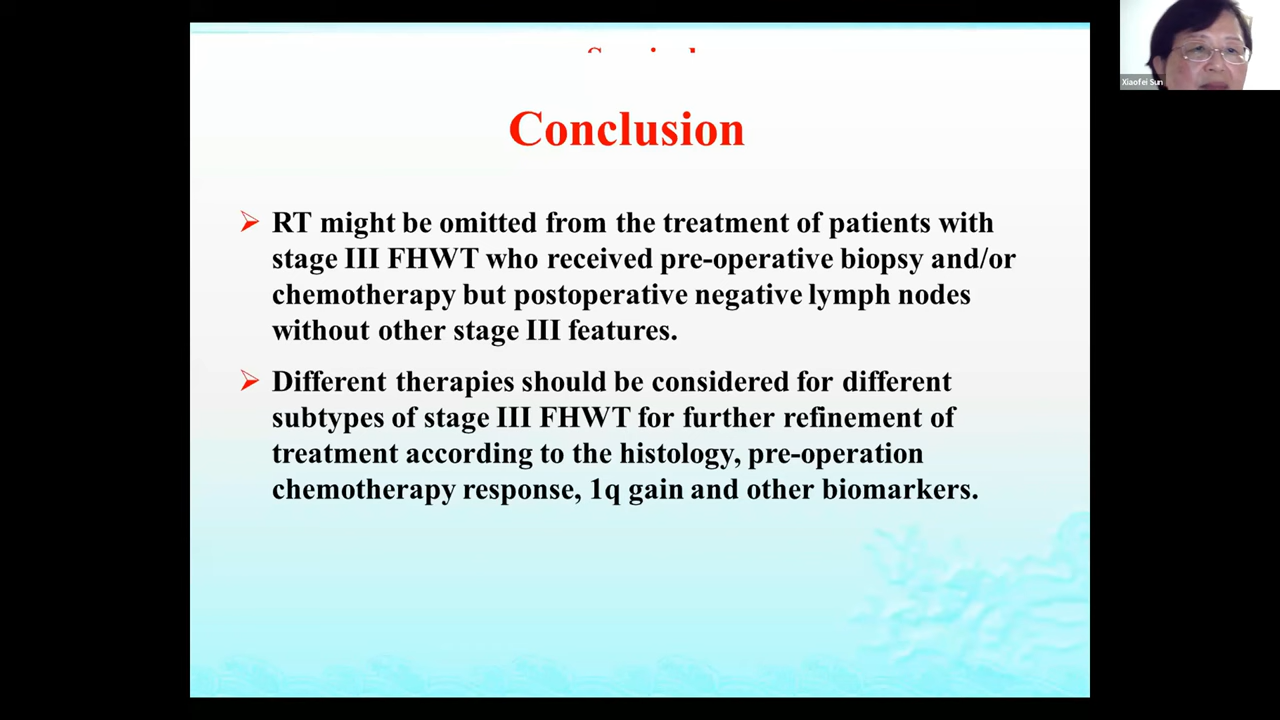 Conclusion
RT might be omitted from the treatment of patients with
stage III FHWT who received pre-operative biopsy and/or
chemotherapy but postoperative negative lymph nodes
without other stage III features.
Different therapies should be considered for different
subtypes of stage III FHWT for further refinement of
treatment according to the histology, pre-operation
chemotherapy response, 1q gain and other biomarkers.
Xiaofei Sun